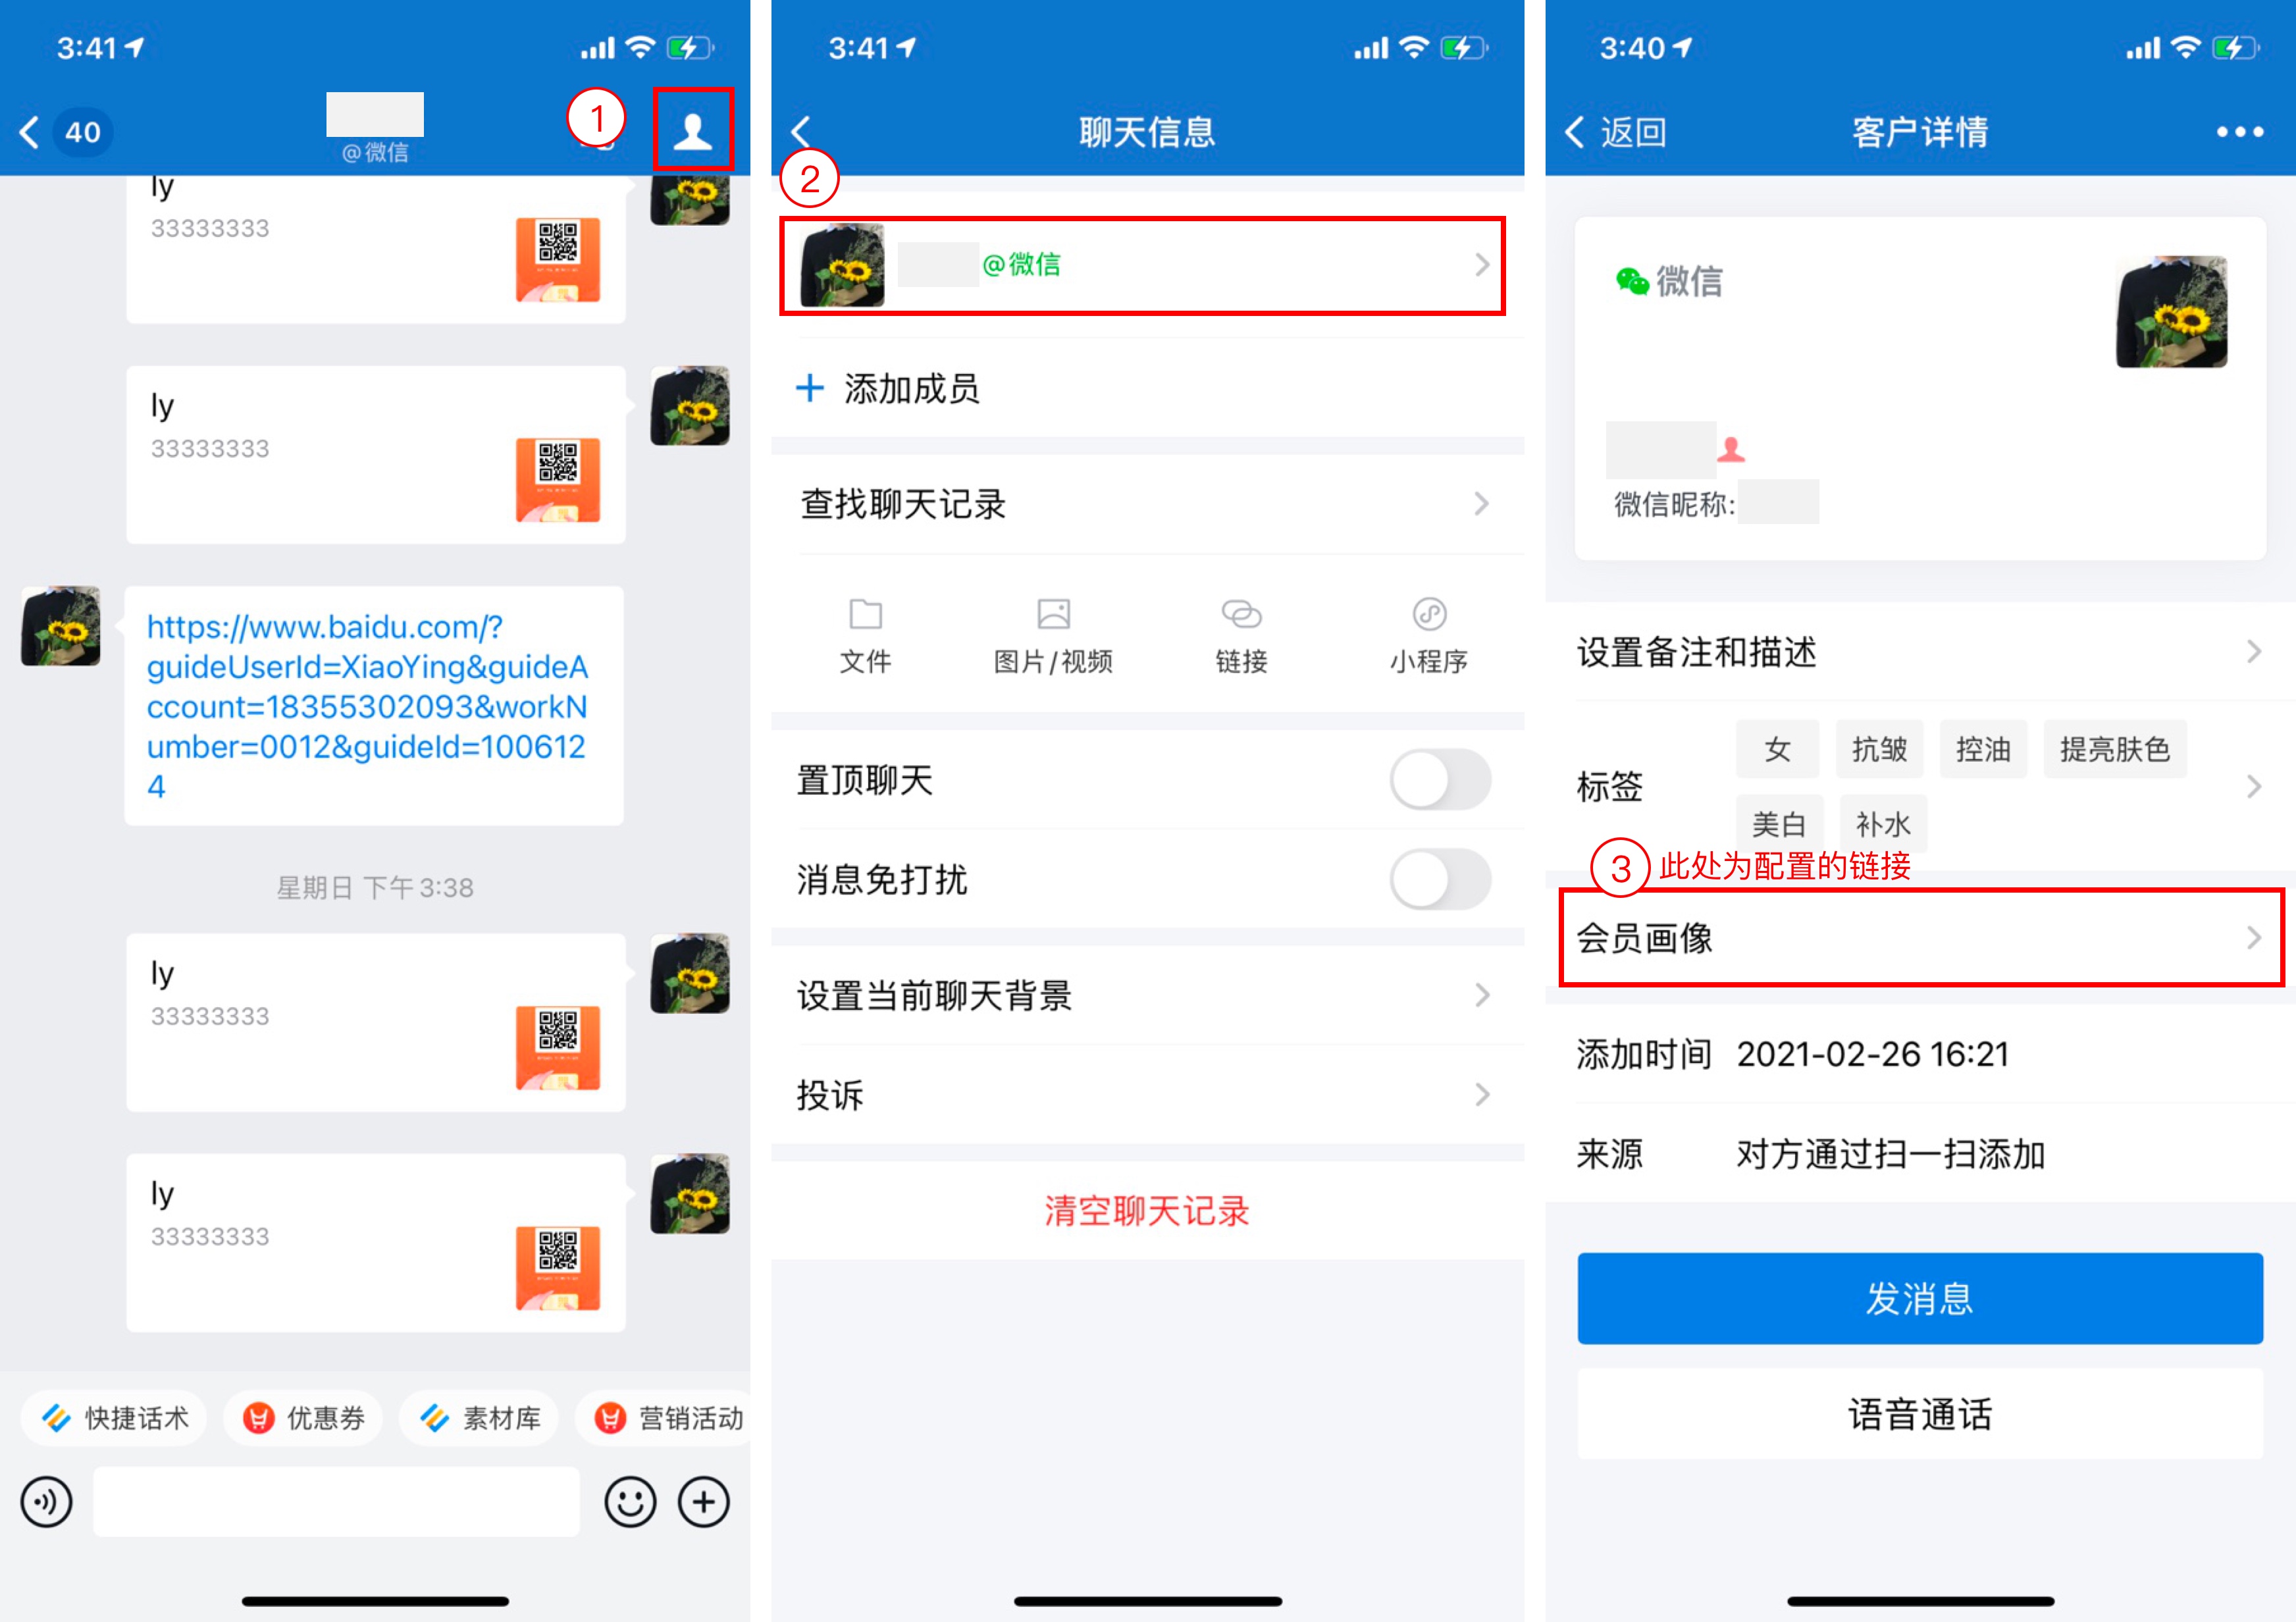 3:41
40
@微信
1
ly
33333333
ly
33333333
https://www.baidu.com/?
guideUserId=XiaoYing&guideA
ccount=18355302093&workN
umber=0012&guideId=100612
4
星期日 下午 3:38
ly
33333333
ly
33333333
快捷话术
优惠券
素材库
营销活动
3:41
聊天信息
2
@微信
添加成员
查找聊天记录
文件
图片/视频
链接
小程序
置顶聊天
消息免打扰
设置当前聊天背景
投诉
清空聊天记录
3:40
返回
客户详情
微信
微信昵称:
设置备注和描述
标签
女 抗皱 控油 提亮肤色
美白 补水
3 此处为配置的链接
会员画像
添加时间 2021-02-26 16:21
来源 对方通过扫一扫添加
发消息
语音通话